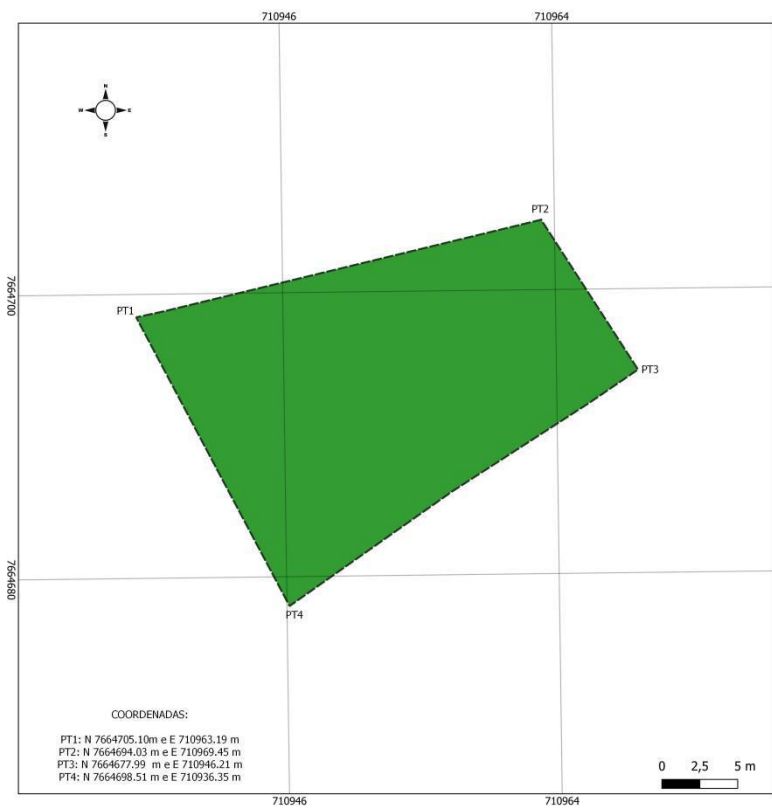 710946 710964
N
W E
S
PT2
7664700
PT1
PT3
7664680
PT4
COORDENADAS:
PT1: N 7664705.10m e E 710963.19 m
PT2: N 7664694.03 m e E 710969.45 m
PT3: N 7664677.99 m e E 710946.21 m
PT4: N 7664698.51 m e E 710936.35 m
0 2,5 5 m
710946 710964